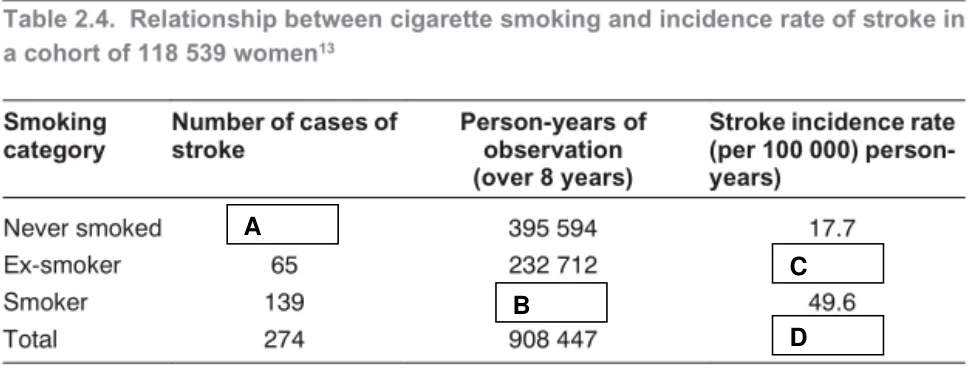 Table 2.4. Relationship between cigarette smoking and incidence rate of stroke in
a cohort of 118 539 women¹³
Smoking category Number of cases of stroke Person-years of observation (over 8 years) Stroke incidence rate (per 100 000) person-years)
Never smoked A 395 594 17.7
Ex-smoker 65 232 712 C
Smoker 139 B 49.6
Total 274 908 447 D